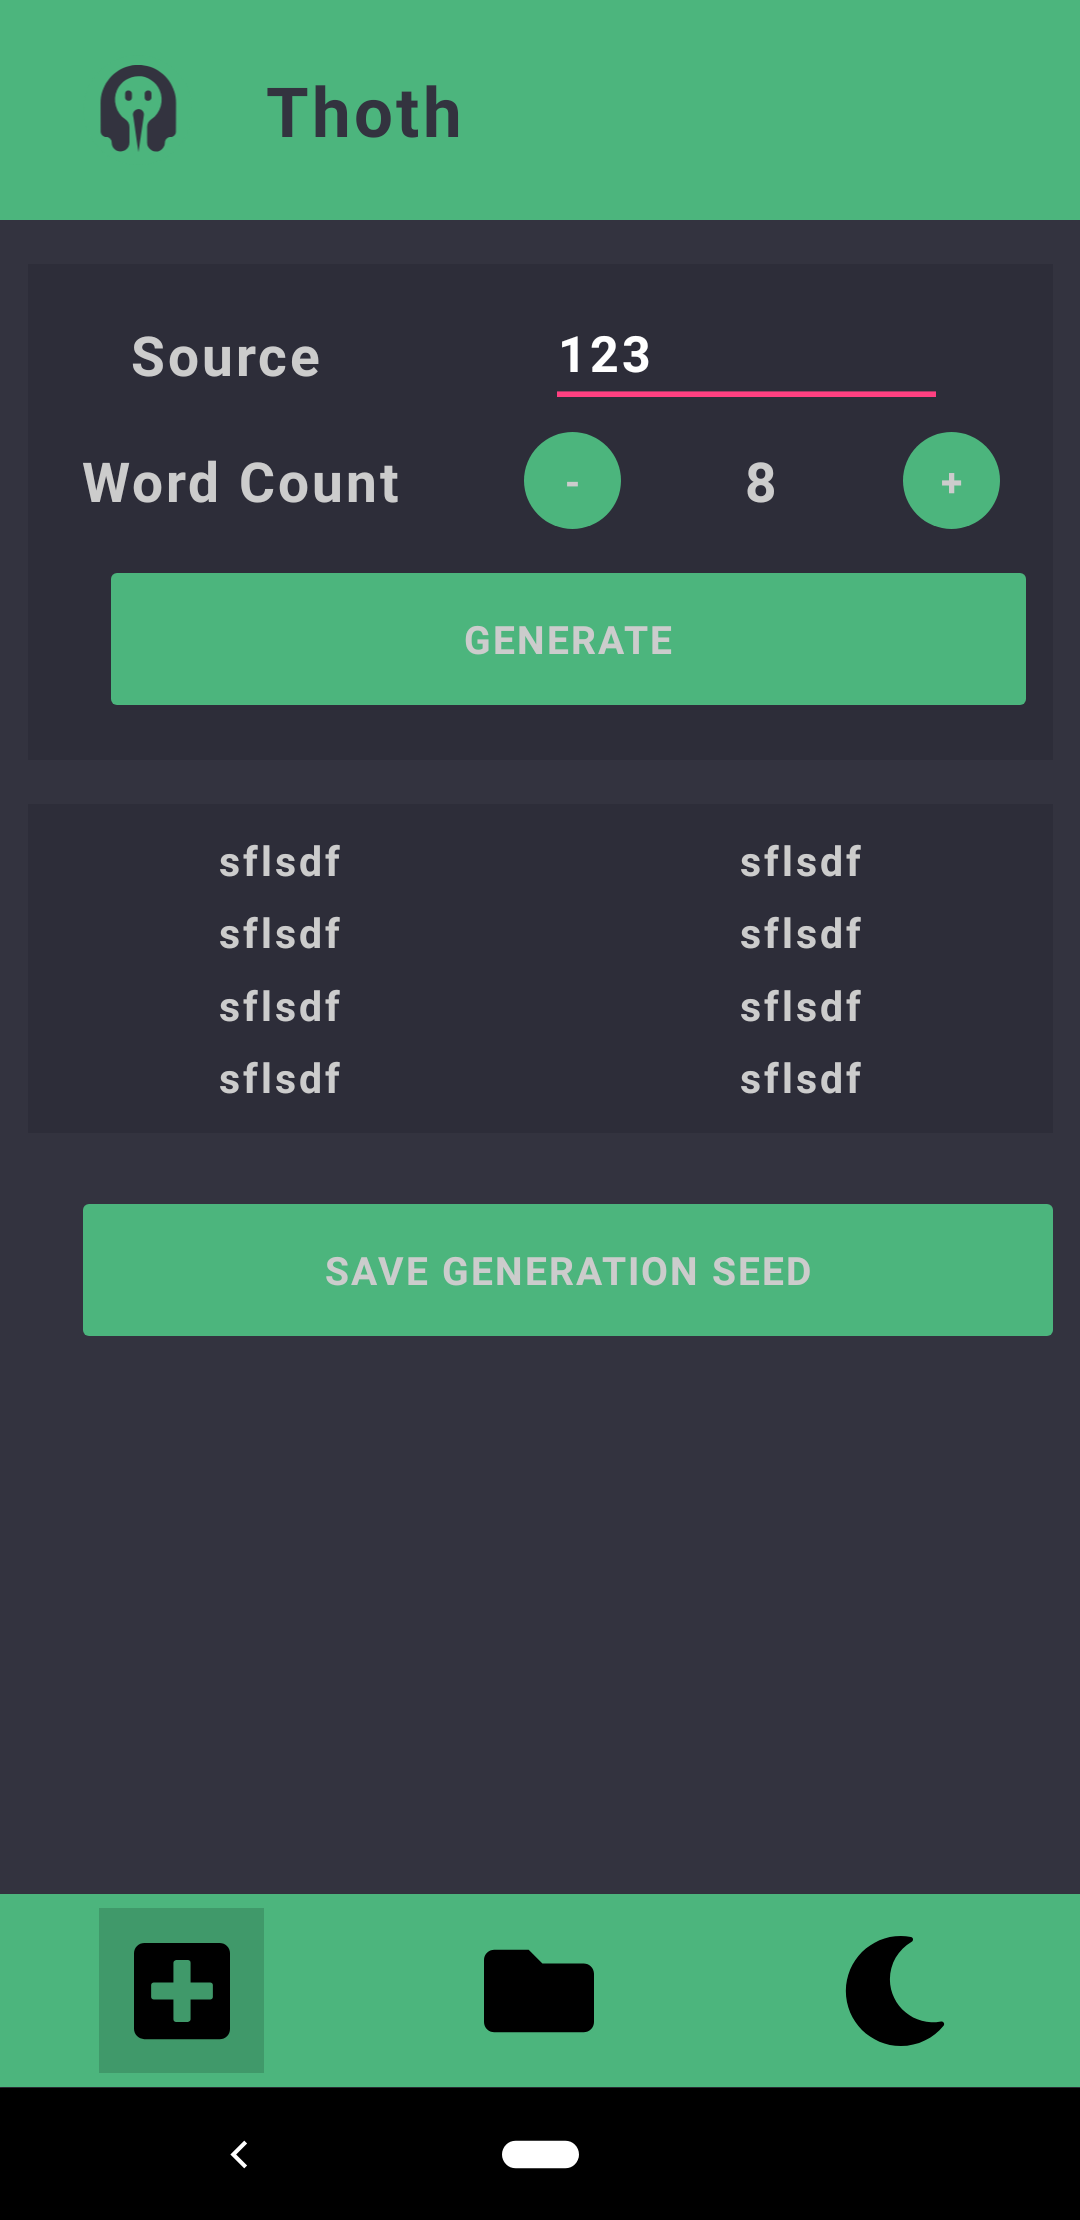 Thoth
Source 123
Word Count - 8 +
GENERATE
sflsdf sflsdf
sflsdf sflsdf
sflsdf sflsdf
sflsdf sflsdf
SAVE GENERATION SEED